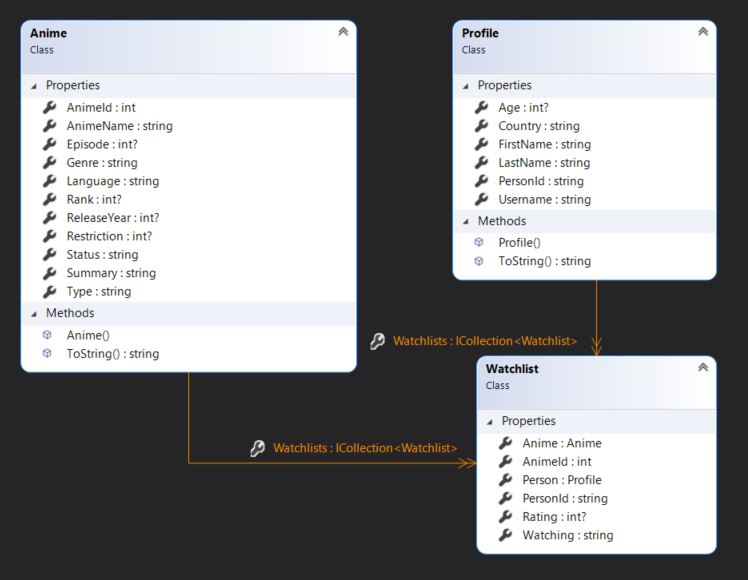 Anime
Class
Properties
AnimeId : int
AnimeName : string
Episode : int?
Genre : string
Language : string
Rank : int?
ReleaseYear : int?
Restriction : int?
Status : string
Summary : string
Type : string
Methods
Anime()
ToString() : string
Profile
Class
Properties
Age : int?
Country : string
FirstName : string
LastName : string
PersonId : string
Username : string
Methods
Profile()
ToString() : string
Watchlists : ICollection<Watchlist>
Watchlists : ICollection<Watchlist>
Watchlist
Class
Properties
Anime : Anime
AnimeId : int
Person : Profile
PersonId : string
Rating : int?
Watching : string